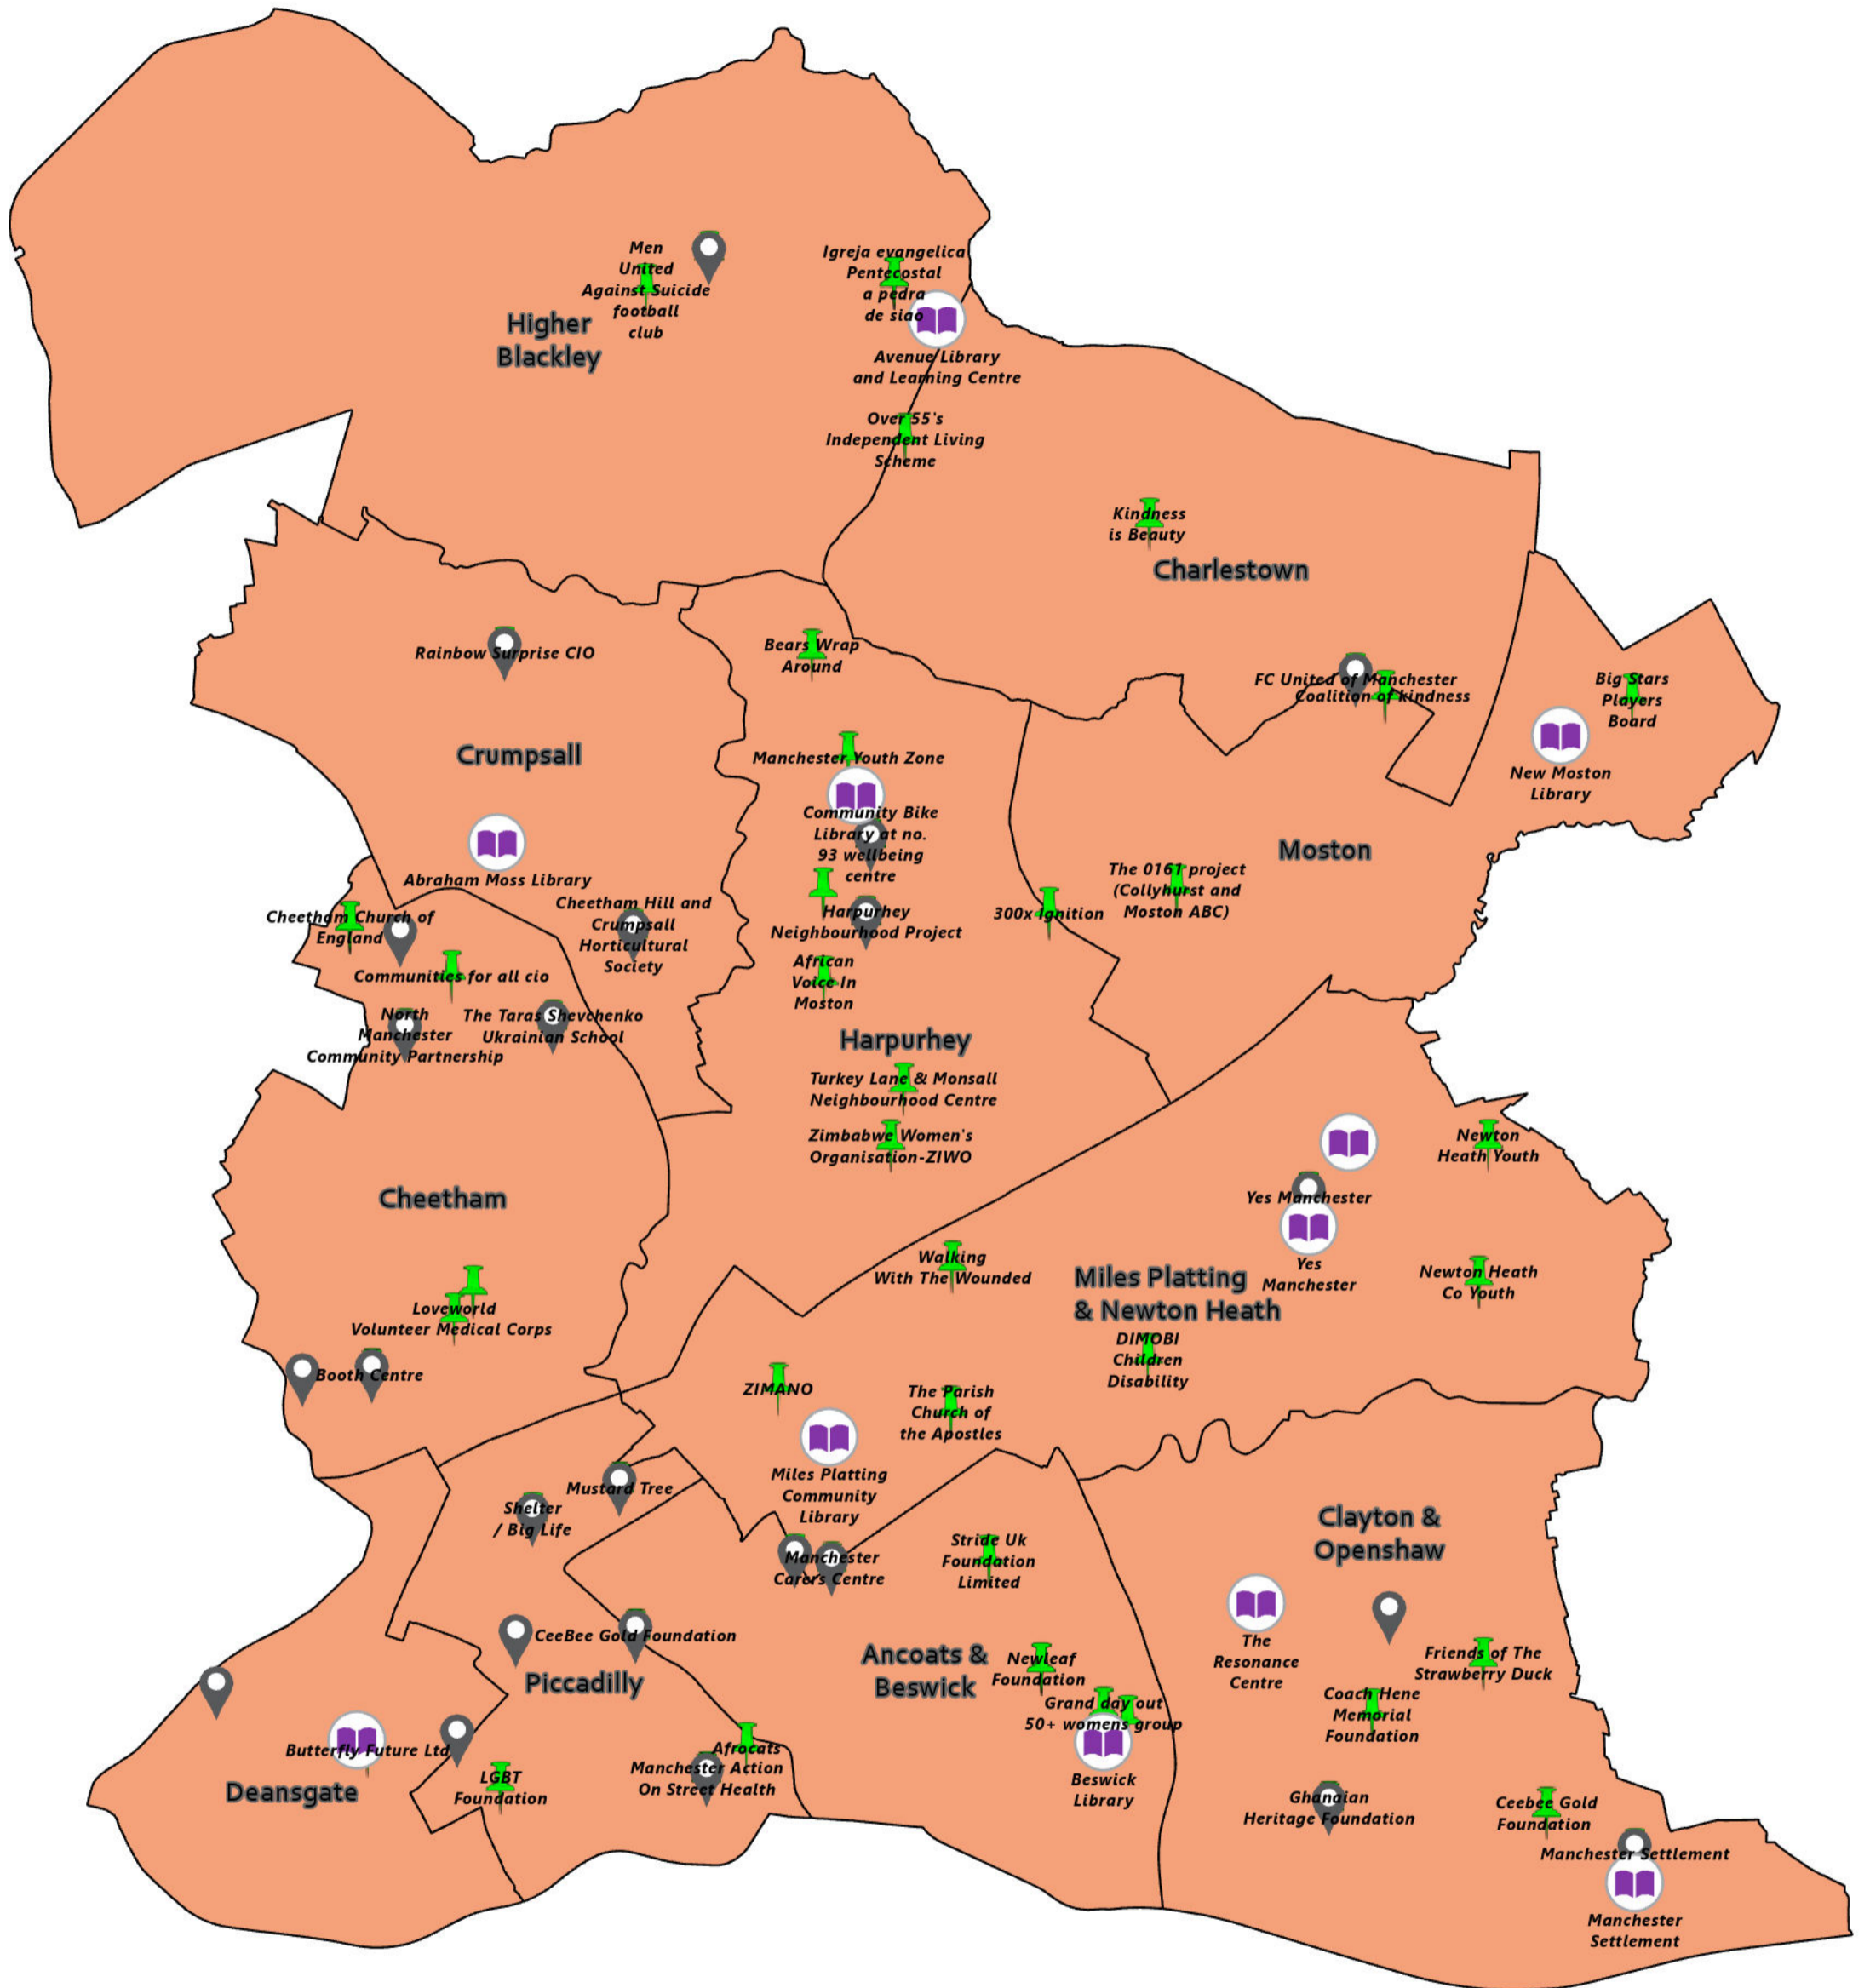 Men
United
Against Suicide
football
club
Igreja evangelica
Pentecostal
a pedra
de siao
Higher
Blackley
Avenue Library
and Learning Centre
Over 55's
Independent Living
Scheme
Kindness
is Beauty
Charlestown
Rainbow Surprise CIO
Bears Wrap
Around
FC United of Manchester
Coalition of kindness
Big Stars
Players
Board
Crumpsall
Manchester Youth Zone
New Moston
Library
Community Bike
Library at no.
93 wellbeing
centre
Moston
Abraham Moss Library
The 0161 project
(Collyhurst and
Moston ABC)
Cheetham Hill and
Crumpsall
Horticultural
Society
Cheetham Church of
England
Harpurhey
Neighbourhood Project
300x Ignition
Communities for all cio
African
Voice In
Moston
North
Manchester
Community Partnership
The Taras Shevchenko
Ukrainian School
Harpurhey
Turkey Lane & Monsall
Neighbourhood Centre
Zimbabwe Women's
Organisation-ZIWO
Newton
Heath Youth
Cheetham
Yes Manchester
Walking
With The Wounded
Yes
Manchester
Miles Platting
& Newton Heath
Newton Heath
Co Youth
Loveworld
Volunteer Medical Corps
DIMOBI
Children
Disability
Booth Centre
ZIMANO
The Parish
Church of
the Apostles
Miles Platting
Community
Library
Mustard Tree
Shelter
/ Big Life
Clayton &
Openshaw
Manchester
Carers Centre
Stride Uk
Foundation
Limited
CeeBee Gold Foundation
Ancoats &
Beswick
Newleaf
Foundation
The
Resonance
Centre
Friends of The
Strawberry Duck
Piccadilly
Grand day out
50+ womens group
Coach Hene
Memorial
Foundation
Butterfly Future Ltd
Afrocats
Manchester Action
On Street Health
Deansgate
LGBT
Foundation
Beswick
Library
Ghanaian
Heritage Foundation
Ceebee Gold
Foundation
Manchester Settlement
Manchester
Settlement